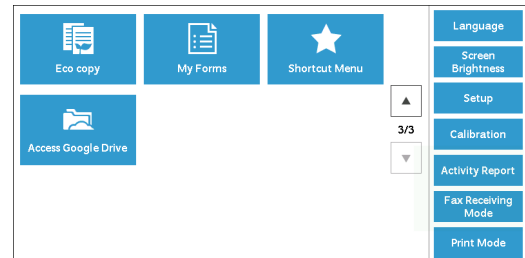 Eco copy
My Forms
Shortcut Menu
Access Google Drive
3/3
Language
Screen
Brightness
Setup
Calibration
Activity Report
Fax Receiving
Mode
Print Mode